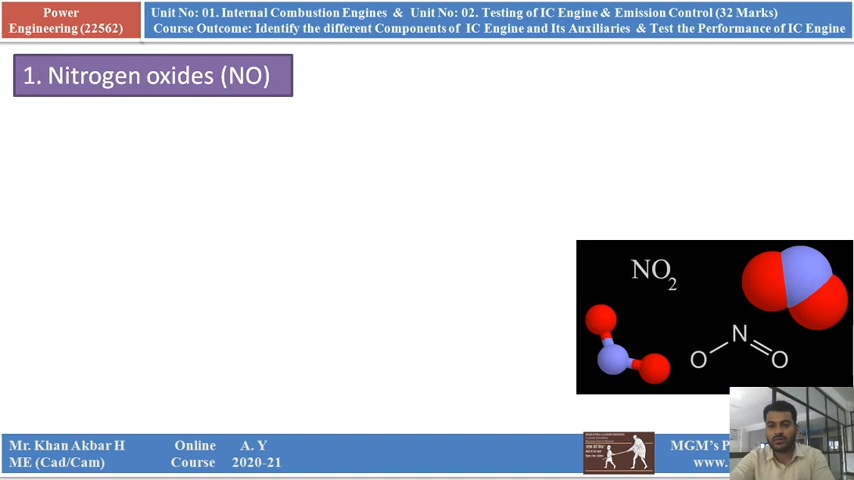 Power
Engineering (22562)
Unit No: 01. Internal Combustion Engines & Unit No: 02. Testing of IC Engine & Emission Control (32 Marks)
Course Outcome: Identify the different Components of IC Engine and Its Auxiliaries & Test the Performance of IC Engine
1. Nitrogen oxides (NO)
NO2
N
O
O
Mr. Khan Akbar H
ME (Cad/Cam)
Online
Course
A. Y
2020-21
MGM's P
www.